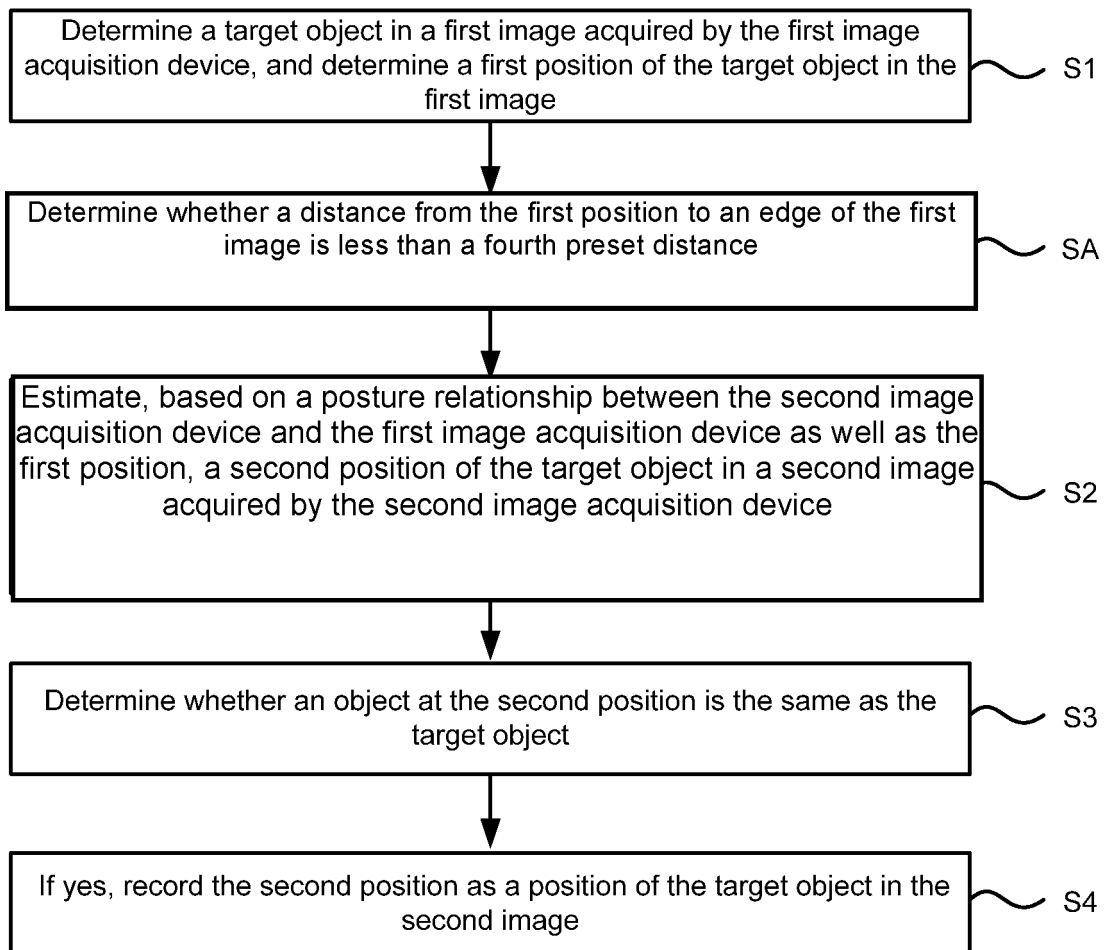 Determine a target object in a first image acquired by the first image
acquisition device, and determine a first position of the target object in the
first image
S1
Determine whether a distance from the first position to an edge of the first
image is less than a fourth preset distance
SA
Estimate, based on a posture relationship between the second image
acquisition device and the first image acquisition device as well as the
first position, a second position of the target object in a second image
acquired by the second image acquisition device
S2
Determine whether an object at the second position is the same as the
target object
S3
If yes, record the second position as a position of the target object in the
second image
S4